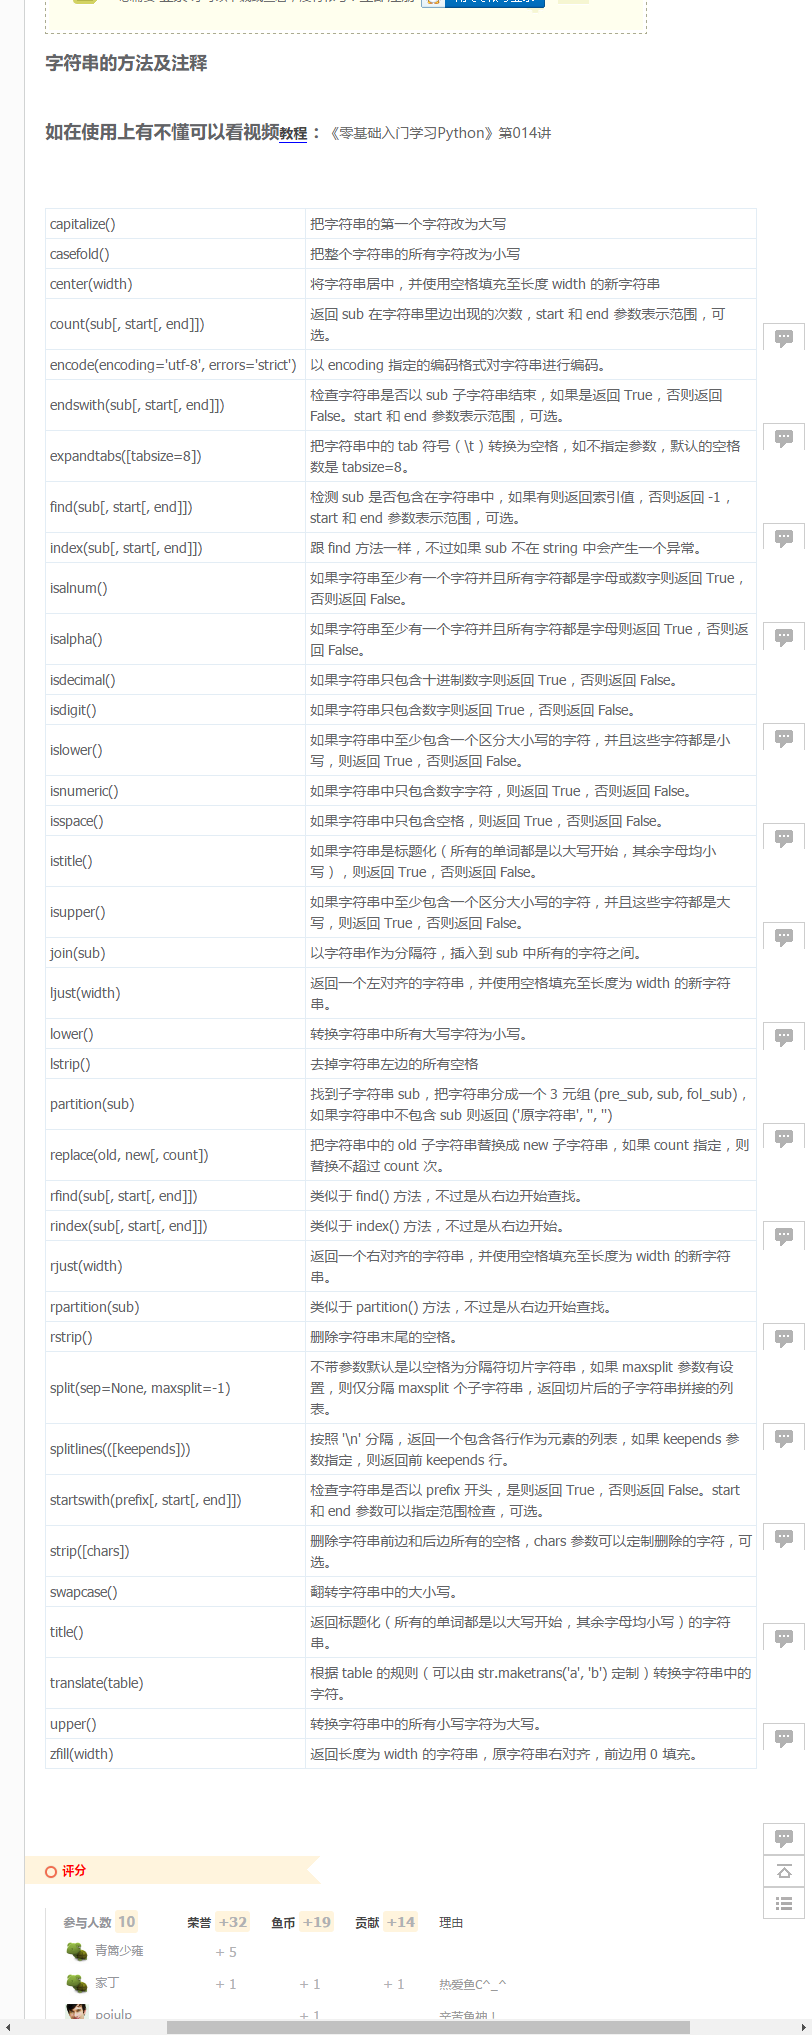 字符串的方法及注释
如在使用上有不懂可以看视频教程：《零基础入门学习Python》第014讲
capitalize() 把字符串的第一个字符改为大写
casefold() 把整个字符串的所有字符改为小写
center(width) 将字符串居中，并使用空格填充至长度 width 的新字符串
count(sub[, start[, end]]) 返回 sub 在字符串里边出现的次数，start 和 end 参数表示范围，可
选。
encode(encoding='utf-8', errors='strict') 以 encoding 指定的编码格式对字符串进行编码。
endswith(sub[, start[, end]]) 检查字符串是否以 sub 子字符串结束，如果是返回 True，否则返回
False。start 和 end 参数表示范围，可选。
expandtabs([tabsize=8]) 把字符串中的 tab 符号（\t）转换为空格，如不指定参数，默认的空格
数是 tabsize=8。
find(sub[, start[, end]]) 检测 sub 是否包含在字符串中，如果有则返回索引值，否则返回 -1，
start 和 end 参数表示范围，可选。
index(sub[, start[, end]]) 跟 find 方法一样，不过如果 sub 不在 string 中会产生一个异常。
isalnum() 如果字符串至少有一个字符并且所有字符都是字母或数字则返回 True，
否则返回 False。
isalpha() 如果字符串至少有一个字符并且所有字符都是字母则返回 True，否则返
回 False。
isdecimal() 如果字符串只包含十进制数字则返回 True，否则返回 False。
isdigit() 如果字符串只包含数字则返回 True，否则返回 False。
islower() 如果字符串中至少包含一个区分大小写的字符，并且这些字符都是小
写，则返回 True，否则返回 False。
isnumeric() 如果字符串中只包含数字字符，则返回 True，否则返回 False。
isspace() 如果字符串中只包含空格，则返回 True，否则返回 False。
istitle() 如果字符串是标题化（所有的单词都是以大写开始，其余字母均小
写），则返回 True，否则返回 False。
isupper() 如果字符串中至少包含一个区分大小写的字符，并且这些字符都是大
写，则返回 True，否则返回 False。
join(sub) 以字符串作为分隔符，插入到 sub 中所有的字符之间。
ljust(width) 返回一个左对齐的字符串，并使用空格填充至长度为 width 的新字符
串。
lower() 转换字符串中所有大写字符为小写。
lstrip() 去掉字符串左边的所有空格
partition(sub) 找到子字符串 sub，把字符串分成一个 3 元组 (pre_sub, sub, fol_sub)，
如果字符串中不包含 sub 则返回 ('原字符串', '', '')
replace(old, new[, count]) 把字符串中的 old 子字符串替换成 new 子字符串，如果 count 指定，则
替换不超过 count 次。
rfind(sub[, start[, end]]) 类似于 find() 方法，不过是从右边开始查找。
rindex(sub[, start[, end]]) 类似于 index() 方法，不过是从右边开始。
rjust(width) 返回一个右对齐的字符串，并使用空格填充至长度为 width 的新字符
串。
rpartition(sub) 类似于 partition() 方法，不过是从右边开始查找。
rstrip() 删除字符串末尾的空格。
split(sep=None, maxsplit=-1) 不带参数默认是以空格为分隔符切片字符串，如果 maxsplit 参数有设
置，则仅分隔 maxsplit 个子字符串，返回切片后的子字符串拼接的列
表。
splitlines(([keepends])) 按照 '\n' 分隔，返回一个包含各行作为元素的列表，如果 keepends 参
数指定，则返回前 keepends 行。
startswith(prefix[, start[, end]]) 检查字符串是否以 prefix 开头，是则返回 True，否则返回 False。start
和 end 参数可以指定范围检查，可选。
strip([chars]) 删除字符串前边和后边所有的空格，chars 参数可以定制删除的字符，可
选。
swapcase() 翻转字符串中的大小写。
title() 返回标题化（所有的单词都是以大写开始，其余字母均小写）的字符
串。
translate(table) 根据 table 的规则（可以由 str.maketrans('a', 'b') 定制）转换字符串中的
字符。
upper() 转换字符串中的所有小写字符为大写。
zfill(width) 返回长度为 width 的字符串，原字符串右对齐，前边用 0 填充。
评分
参与人数 10 荣誉 +32 鱼币 +19 贡献 +14 理由
青篱少雍 + 5
家丁 + 1 + 1 + 1 热爱鱼C^_^
poiulp + 1 辛苦鱼神！